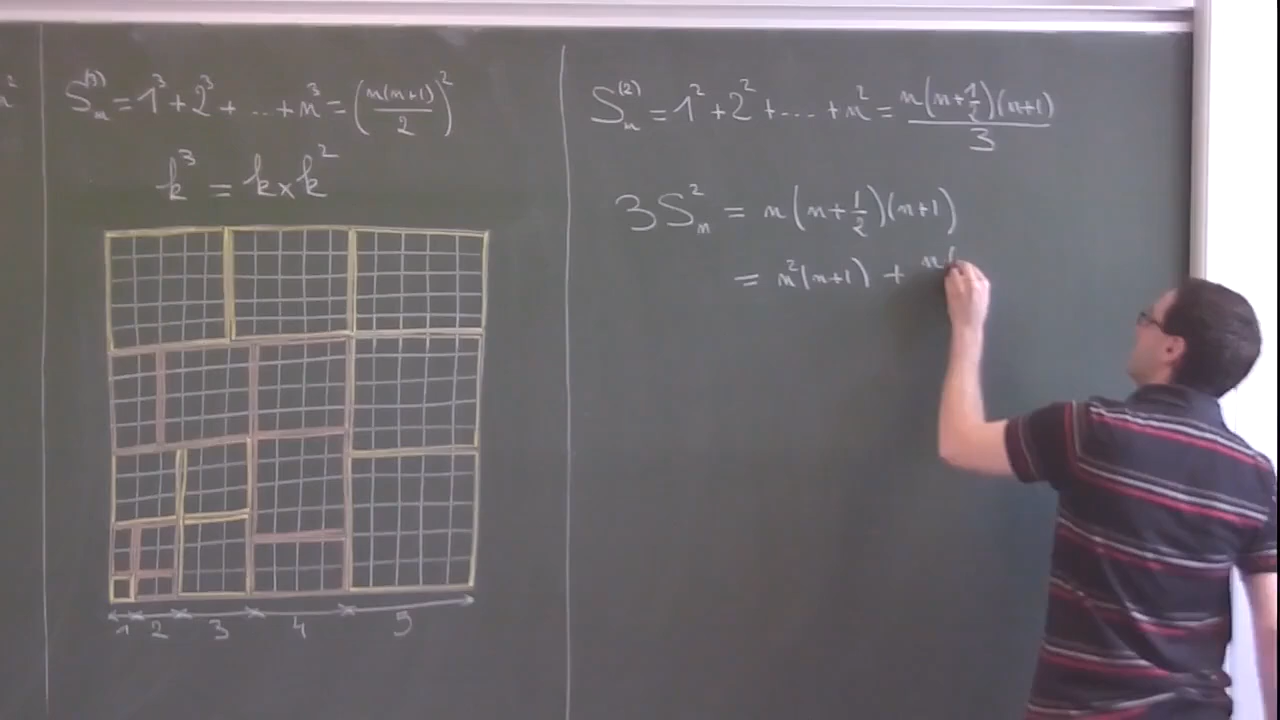 n²
S_n^{(3)} = 1³ + 2³ + ... + n³ = (n(n+1)/2)²
k³ = k × k²
1 2 3 4 5
S_n^{(2)} = 1² + 2² + ... + n² = n(n+1/2)(n+1)/3
3S_n² = n(n+1/2)(n+1)
= n²(n+1) + n(